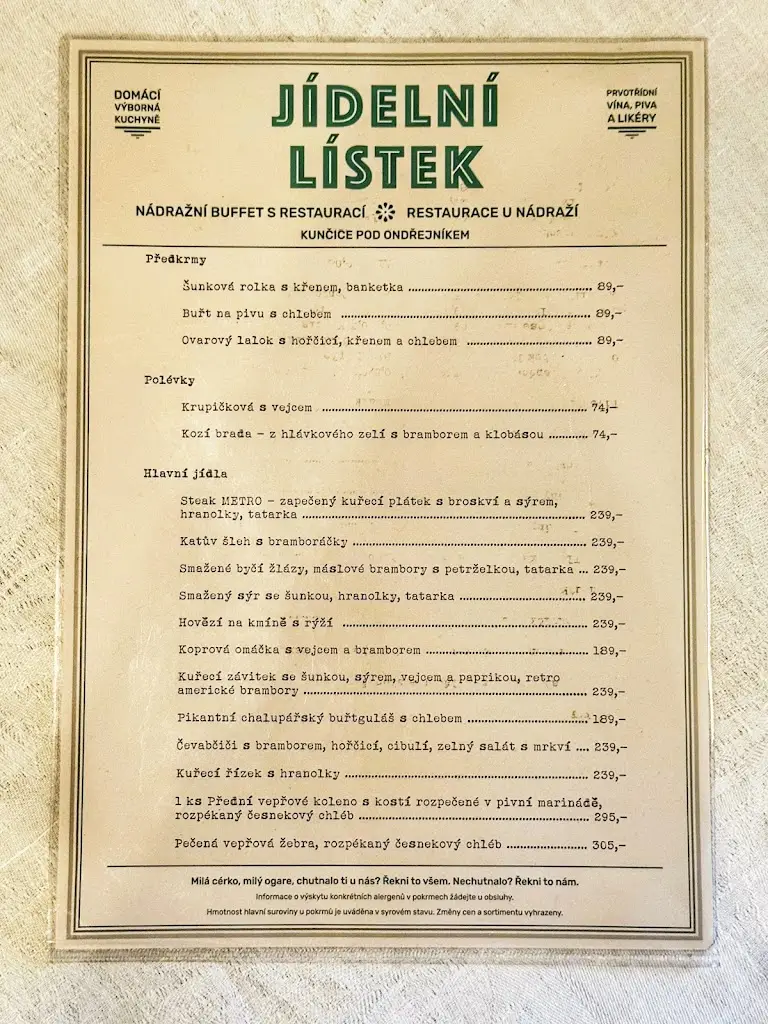 DOMÁCÍ
VÝBORNÁ
KUCHYNĚ
JÍDELNÍ
LÍSTEK
PRVOTŘÍDNÍ
VÍNA, PIVA
A LIKÉRY
NÁDRAŽNÍ BUFFET S RESTAURACÍ RESTAURACE U NÁDRAŽÍ
KUNČICE POD ONDŘEJNÍKEM
Předkrmy
Šunková rolka s křenem, banketka ... 89,-
Buřt na pivu s chlebem ... 89,-
Ovarový lalok s hořčicí, křenem a chlebem ... 89,-
Polévky
Krupičková s vejcem ... 74,-
Kozí brada - z hlávkového zelí s bramborem a klobásou ... 74,-
Hlavní jídla
Steak METRO - zapečený kuřecí plátek s broskví a sýrem,
hranolky, tatarka ... 239,-
Katův šleh s bramboráčky ... 239,-
Smažené býčí žlázy, máslové brambory s petrželkou, tatarka ... 239,-
Smažený sýr se šunkou, hranolky, tatarka ... 239,-
Hovězí na kmíně s rýží ... 239,-
Koprová omáčka s vejcem a bramborem ... 189,-
Kuřecí závitek se šunkou, sýrem, vejcem a paprikou, retro
americké brambory ... 239,-
Pikantní chalupářský buřtguláš s chlebem ... 189,-
Čevabčiči s bramborem, hořčicí, cibulí, zelný salát s mrkví .... 239,-
Kuřecí řízek s hranolky ... 239,-
1 ks Přední vepřové koleno s kostí rozpečené v pivní marinádě,
rozpékaný česnekový chléb ... 295,-
Pečená vepřová žebra, rozpékaný česnekový chléb ... 305,-
Milá cérko, milý ogare, chutnalo ti u nás? Řekni to všem. Nechutnalo? Řekni to nám.
Informace o výskytu konkrétních alergenů v pokrmech žádejte u obsluhy.
Hmotnost hlavní suroviny u pokrmů je uváděna v syrovém stavu. Změny cen a sortimentu vyhrazeny.